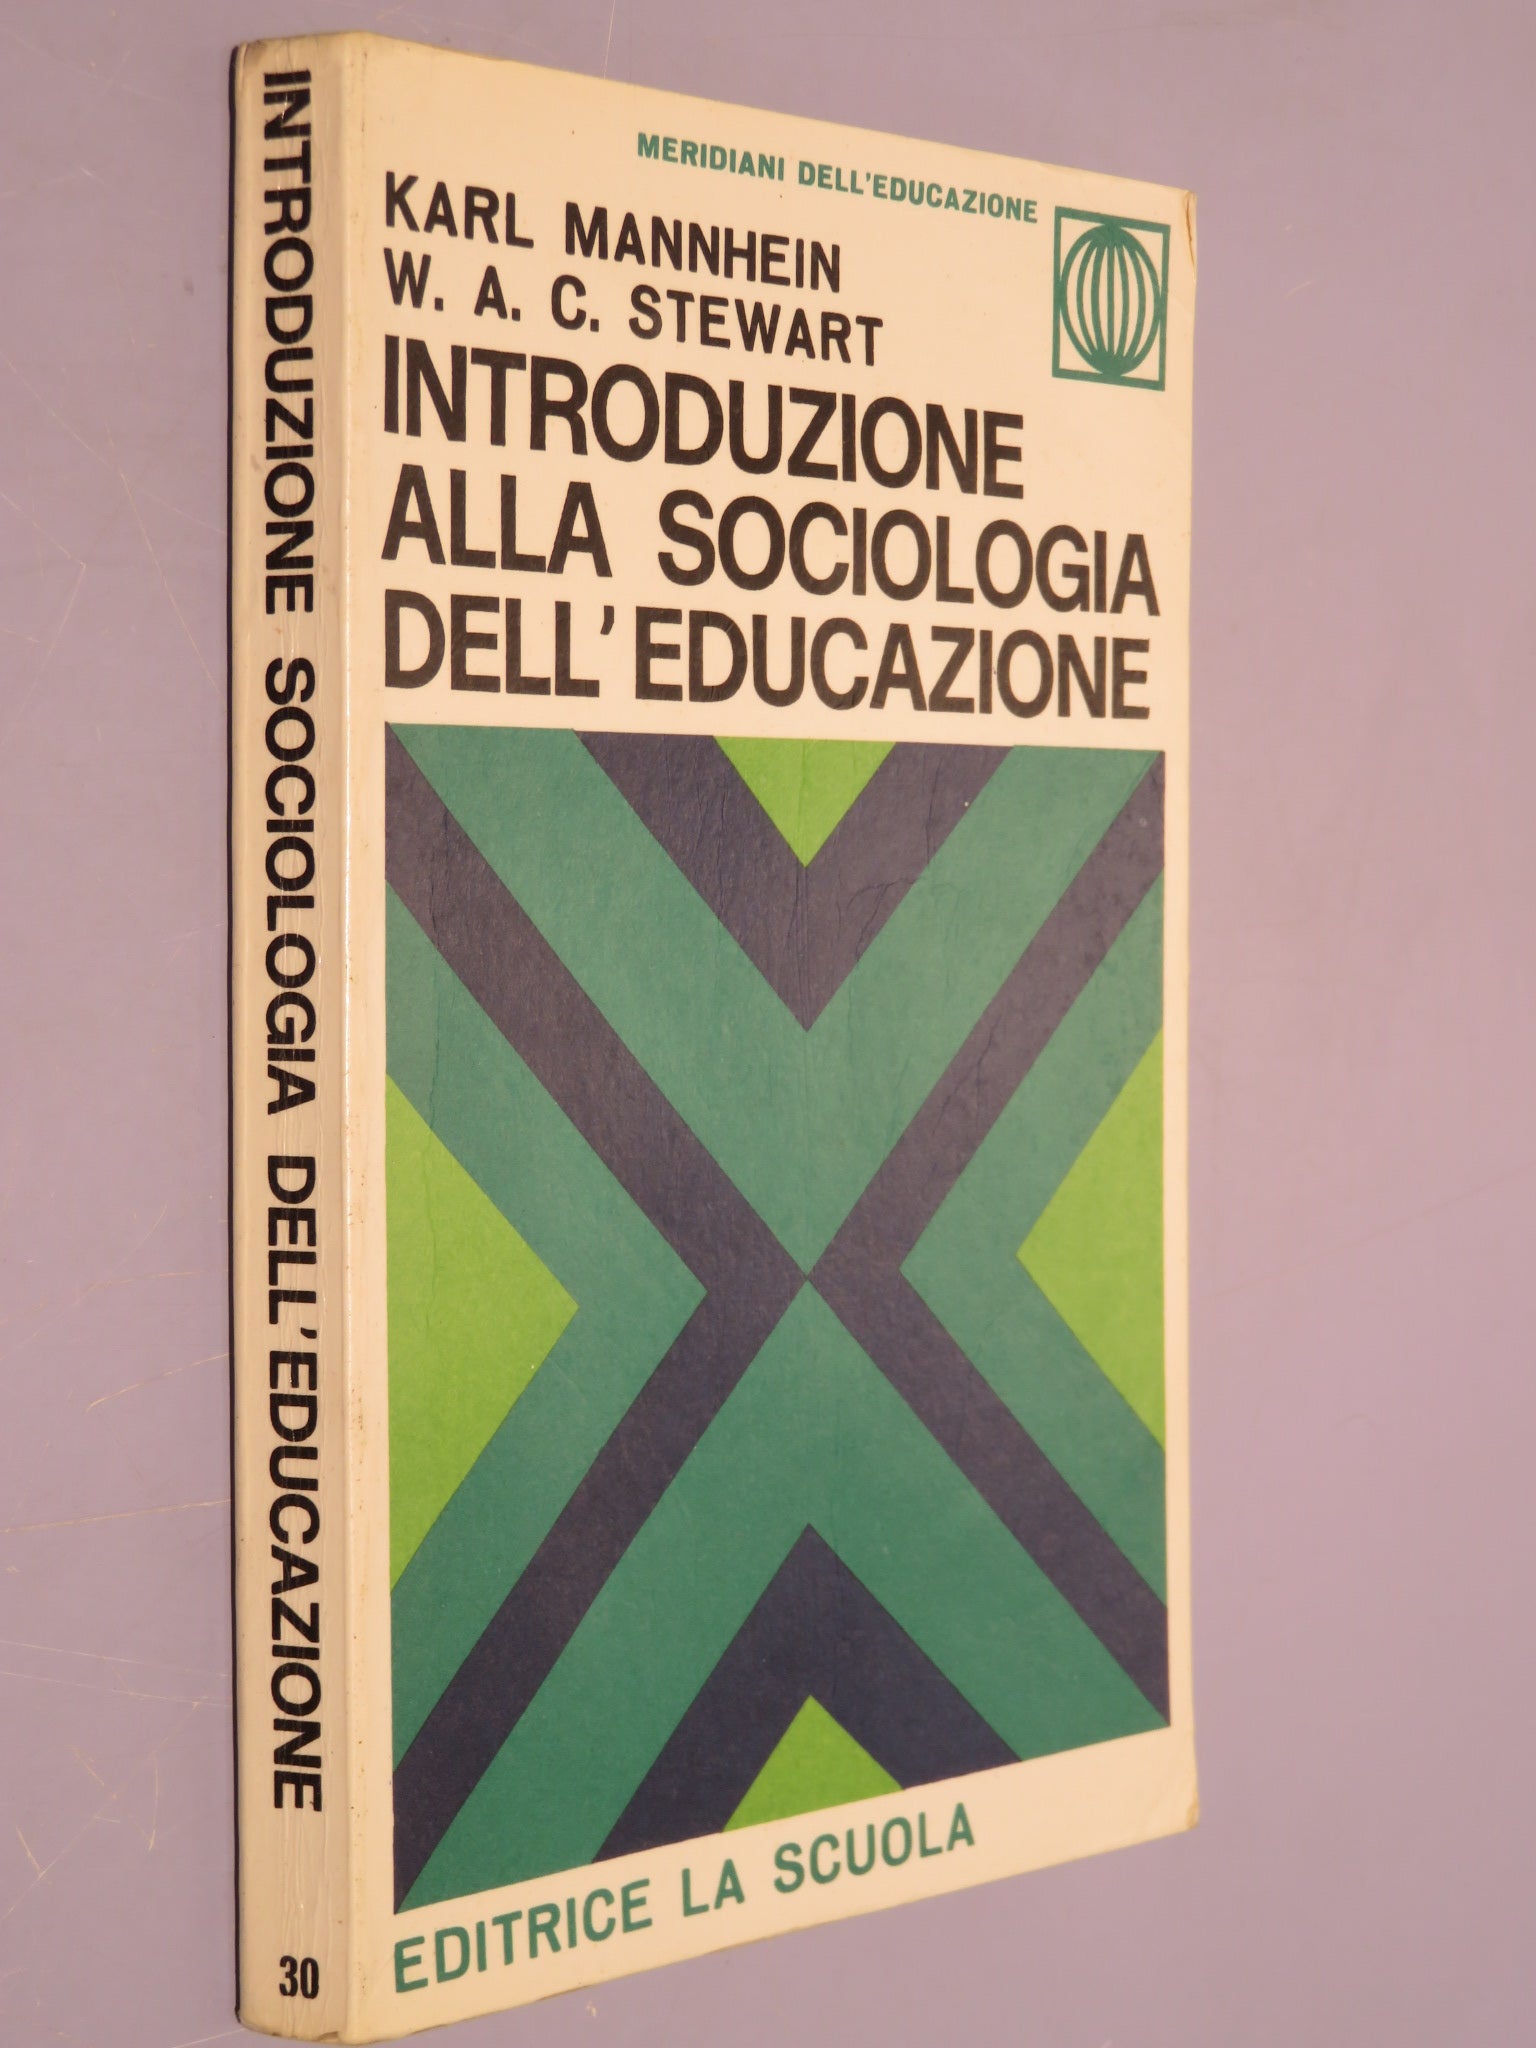 MERIDIANI DELL'EDUCAZIONE
KARL MANNHEIN
W. A. C. STEWART
INTRODUZIONE
ALLA SOCIOLOGIA
DELL'EDUCAZIONE
EDITRICE LA SCUOLA
INTRODUZIONE SOCIOLOGIA DELL'EDUCAZIONE
30